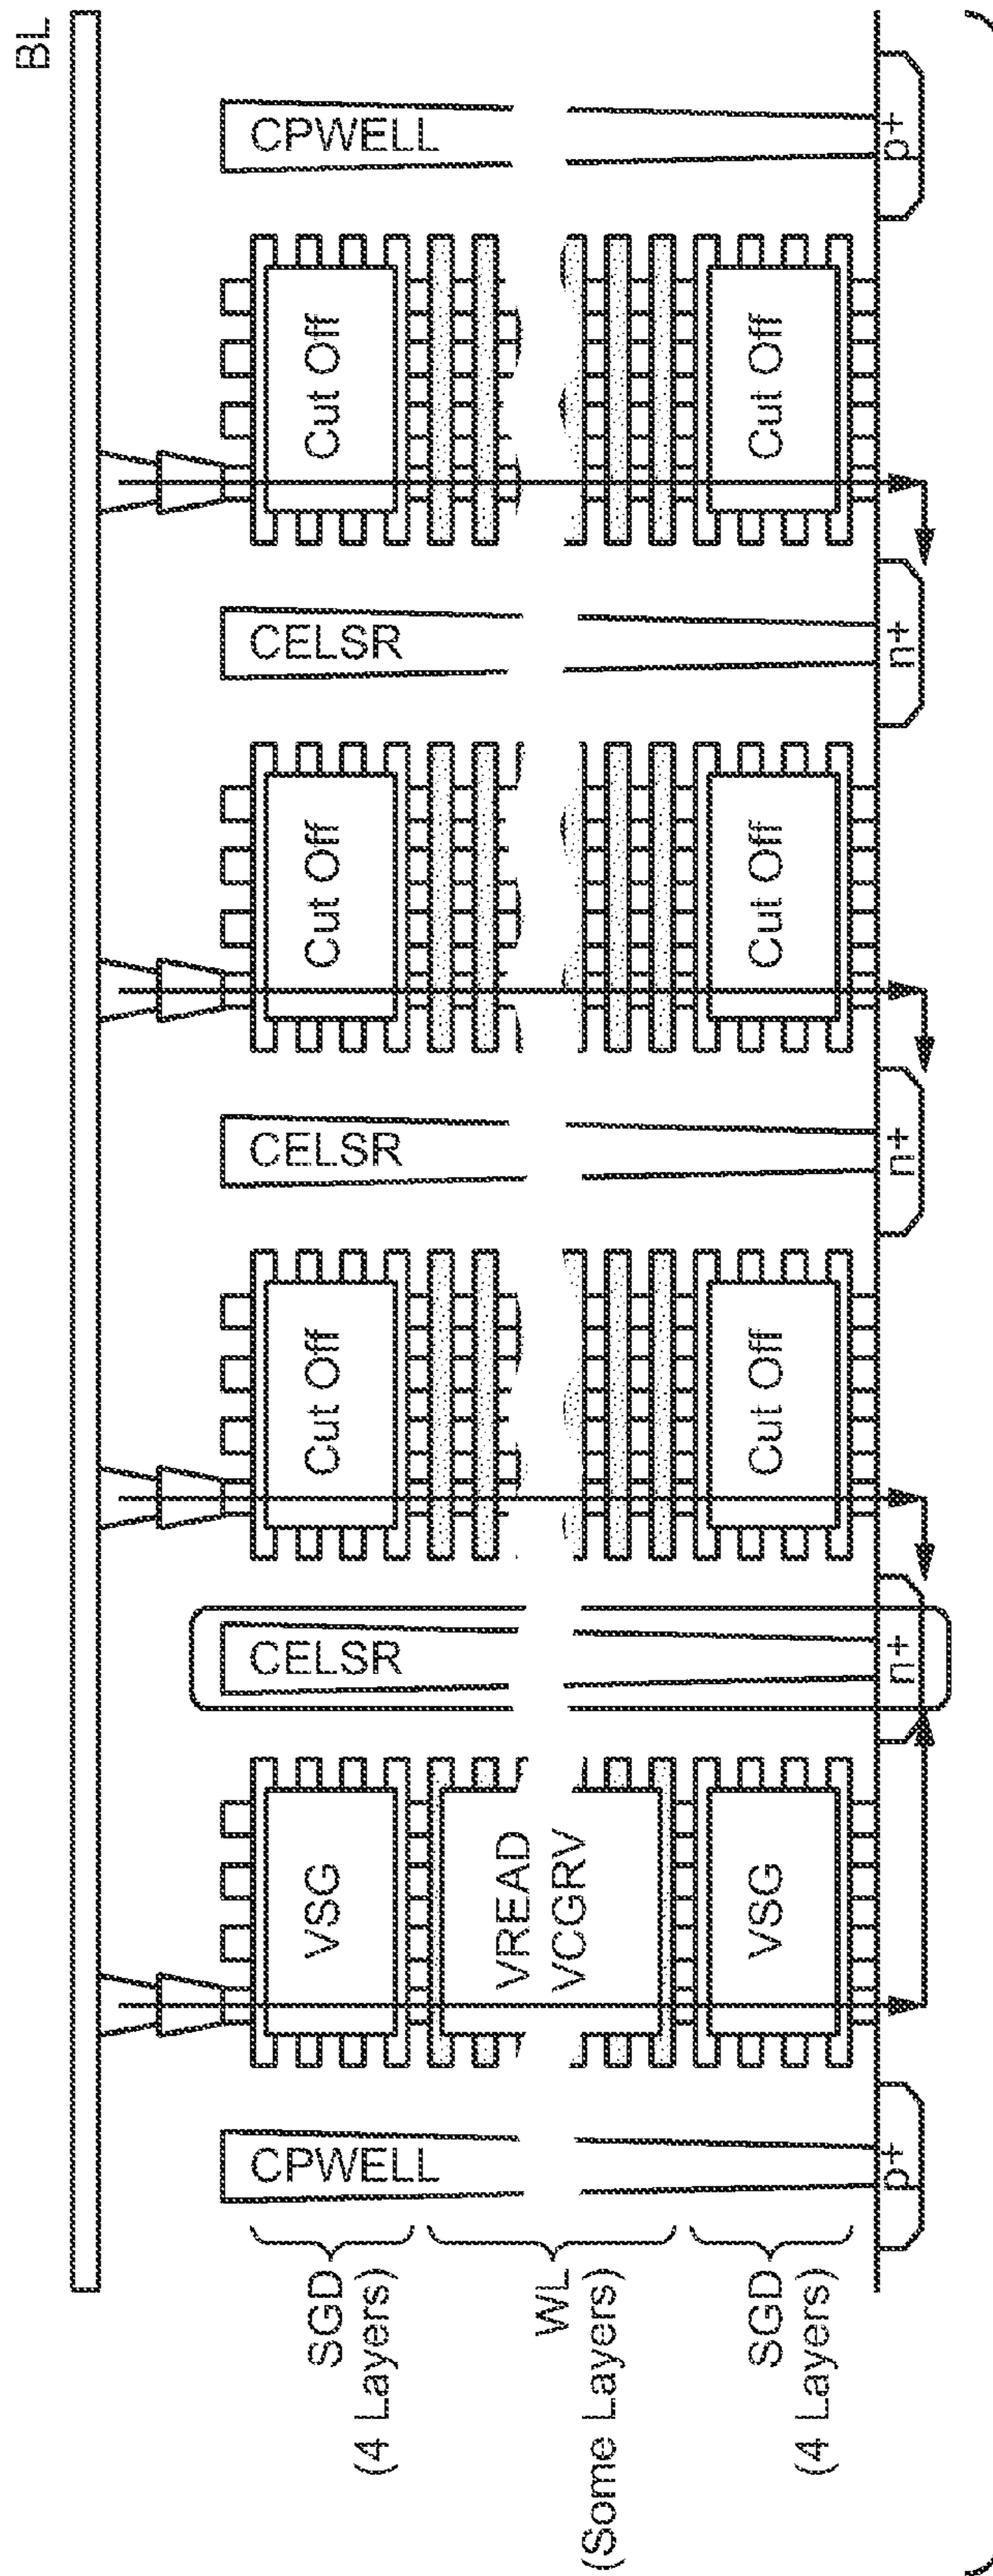 BL
CPWELL
CELSR
CELSR
CELSR
CPWELL
SGD
(4 Layers)
VSG
Cut Off
Cut Off
Cut Off
WL
(Some Layers)
VREAD
VCGRV
SGD
(4 Layers)
VSG
Cut Off
Cut Off
Cut Off
p+
n+
n+
n+
p+